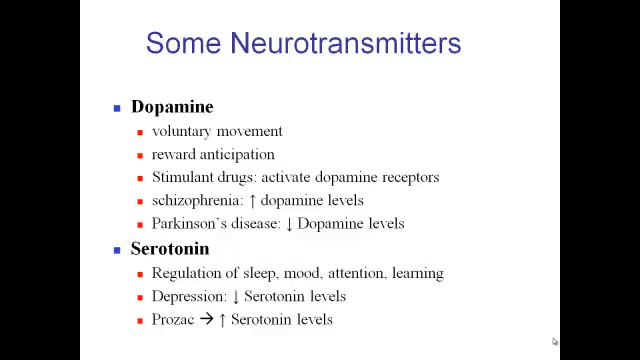 Some Neurotransmitters
Dopamine
voluntary movement
reward anticipation
Stimulant drugs: activate dopamine receptors
schizophrenia: ↑ dopamine levels
Parkinson's disease: ↓ Dopamine levels
Serotonin
Regulation of sleep, mood, attention, learning
Depression: ↓ Serotonin levels
Prozac → ↑ Serotonin levels